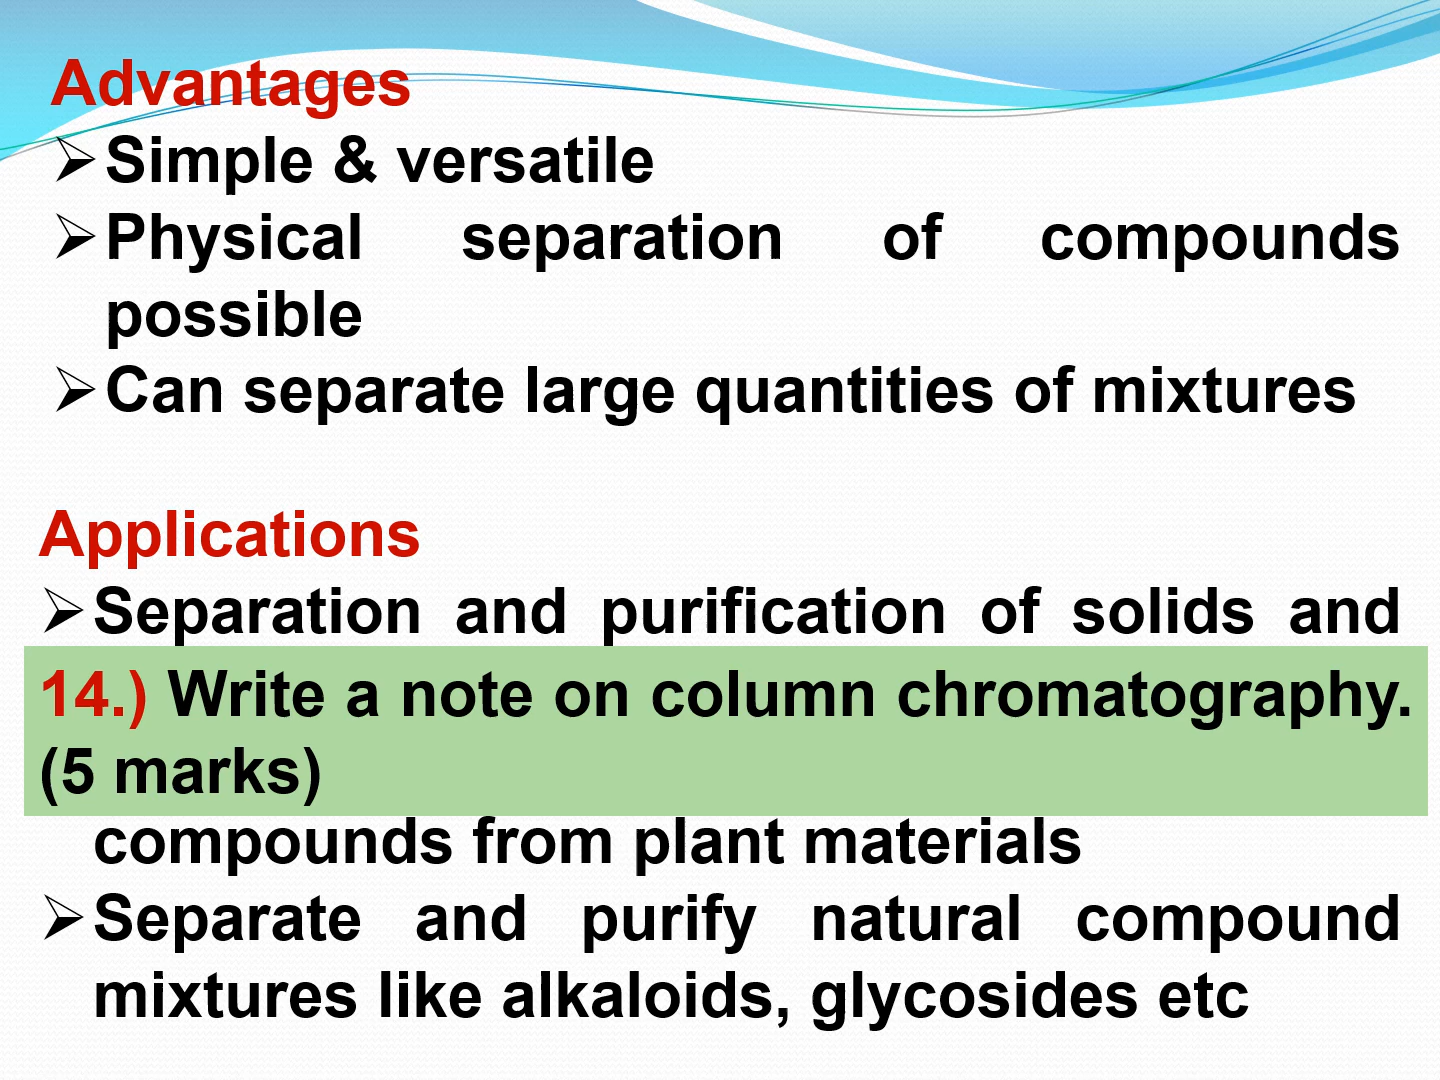 Advantages
➢Simple & versatile
➢Physical separation of compounds
possible
➢Can separate large quantities of mixtures
Applications
➢Separation and purification of solids and
14.) Write a note on column chromatography.
(5 marks)
compounds from plant materials
➢Separate and purify natural compound
mixtures like alkaloids, glycosides etc